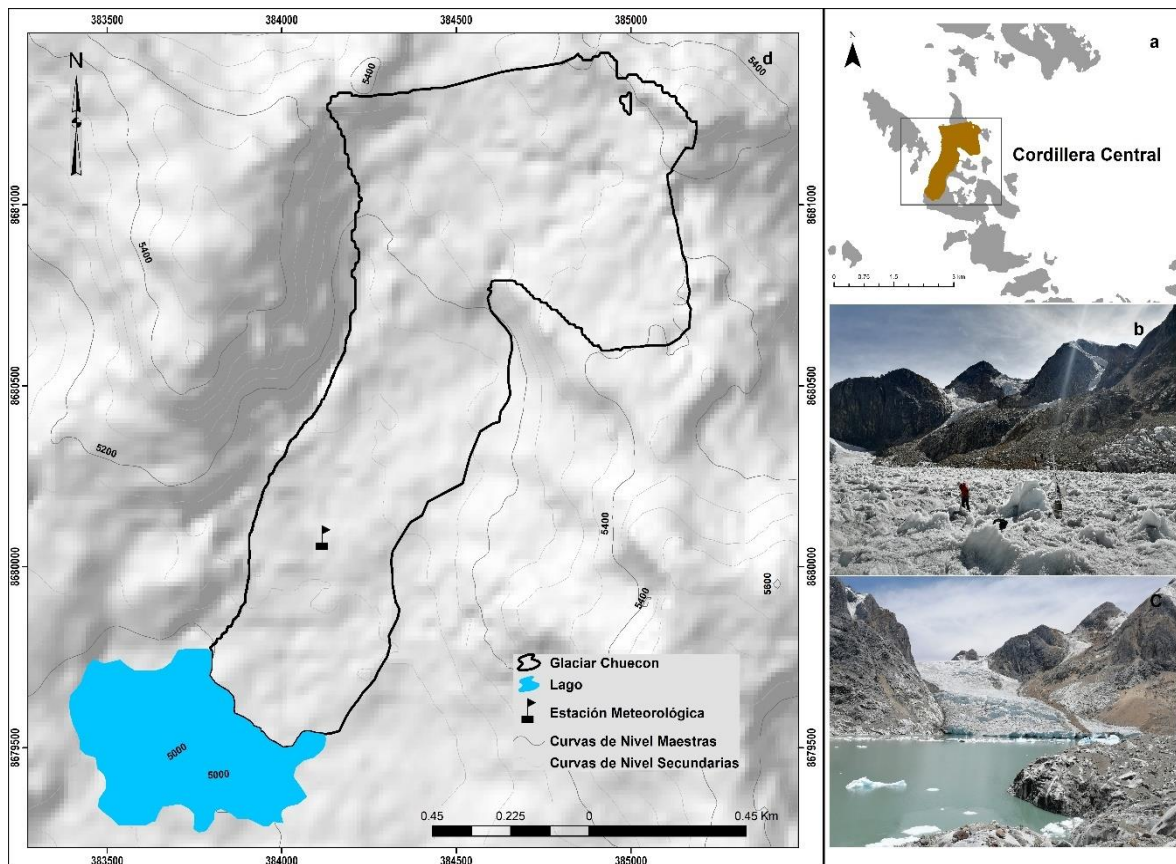 383500 384000 384500 385000
d
N
5400
5400
5400
8681000
8681000
8680500
8680500
5200
5400
8680000
8680000
5400
5600
Glaciar Chuecon
Lago
Estación Meteorológica
Curvas de Nivel Maestras
Curvas de Nivel Secundarias
5000
5000
8679500
8679500
0.45 0.225 0 0.45 Km
383500 384000 384500 385000
a
N
Cordillera Central
0 0.75 1.5 3 km
b
C